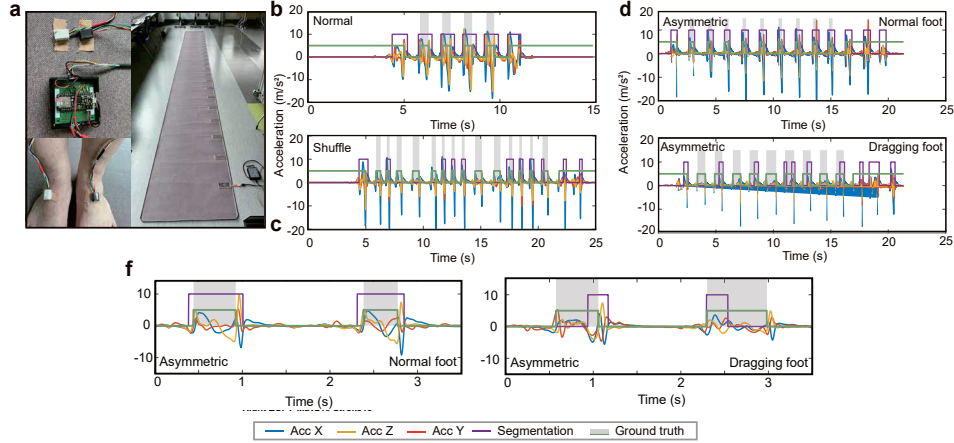 a
b
Normal
20
10
0
-10
20
0
5
10
15
Time (s)
Shuffle
20
10
0
-10
20
0
5
10
15
20
25
Time (s)
c
Acceleration (m/s²)
d
Asymmetric
Normal foot
20
10
0
-10
20
0
5
10
15
20
25
Time (s)
Asymmetric
Dragging foot
20
10
0
-10
20
0
5
10
15
20
25
Time (s)
Acceleration (m/s²)
f
10
0
-10
Asymmetric
Normal foot
0
1
2
3
Time (s)
10
0
-10
Asymmetric
Dragging foot
0
1
2
3
Time (s)
Acc X
Acc Z
Acc Y
Segmentation
Ground truth